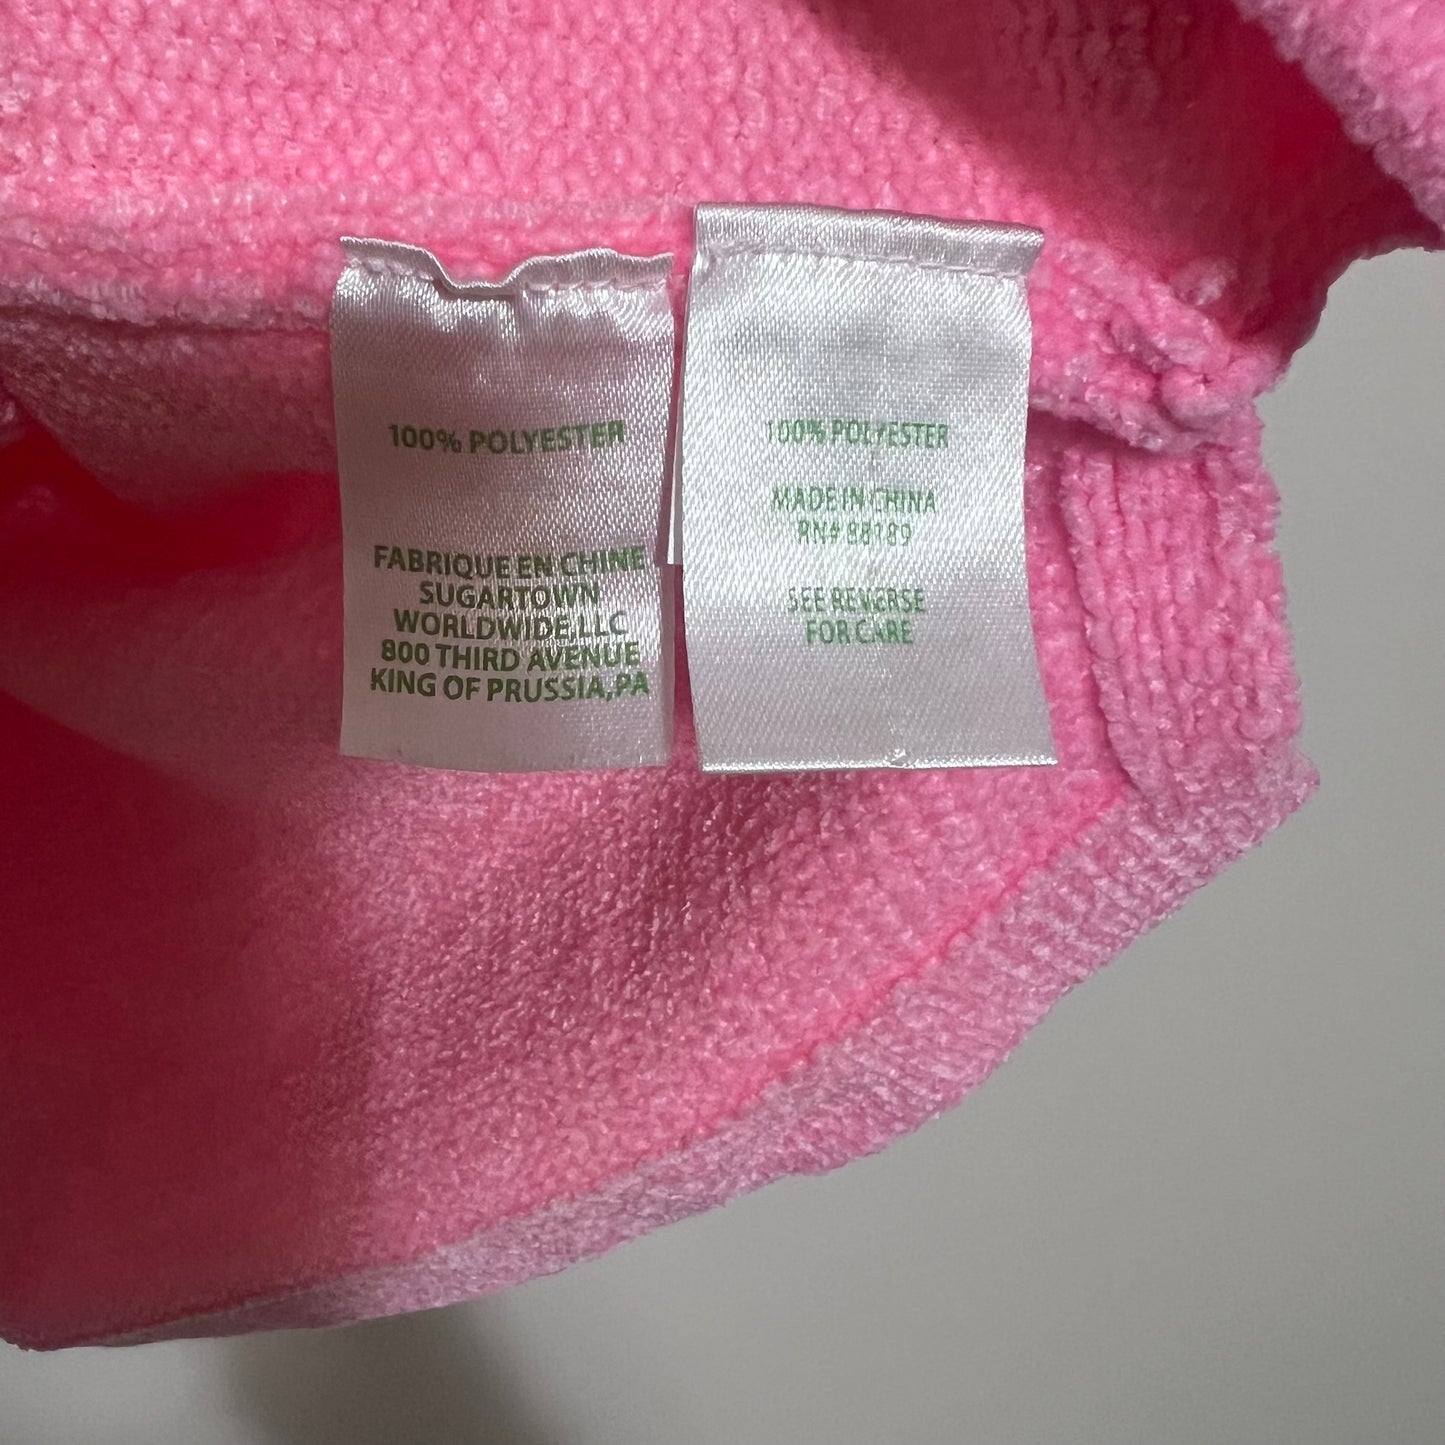 100% POLYESTER
FABRIQUE EN CHINE
SUGARTOWN
WORLDWIDE,LLC
800 THIRD AVENUE
KING OF PRUSSIA,PA
100% POLYESTER
MADE IN CHINA
RN# 88189
SEE REVERSE
FOR CARE